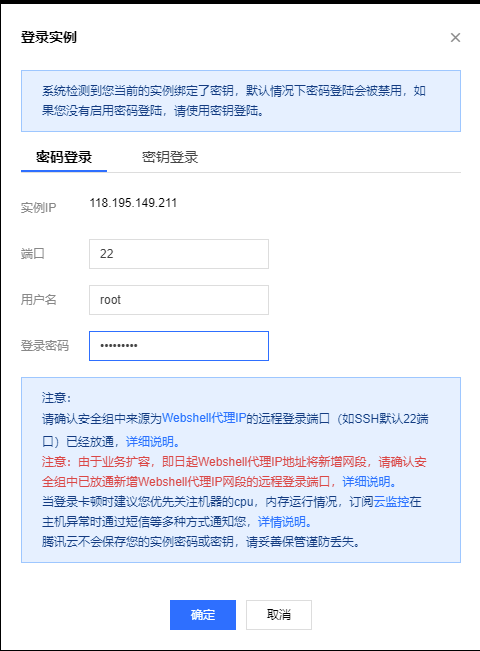 登录实例
系统检测到您当前的实例绑定了密钥，默认情况下密码登陆会被禁用，如
果您没有启用密码登陆，请使用密钥登陆。
密码登录 密钥登录
实例IP 118.195.149.211
端口 22
用户名 root
登录密码 •••••••••
注意：
请确认安全组中来源为Webshell代理IP的远程登录端口（如SSH默认22端
口）已经放通，详细说明。
注意：由于业务扩容，即日起Webshell代理IP地址将新增网段，请确认安
全组中已放通新增Webshell代理IP网段的远程登录端口，详细说明。
当登录卡顿时建议您优先关注机器的cpu，内存运行情况，订阅云监控在
主机异常时通过短信等多种方式通知您，详情说明。
腾讯云不会保存您的实例密码或密钥，请妥善保管谨防丢失。
确定 取消